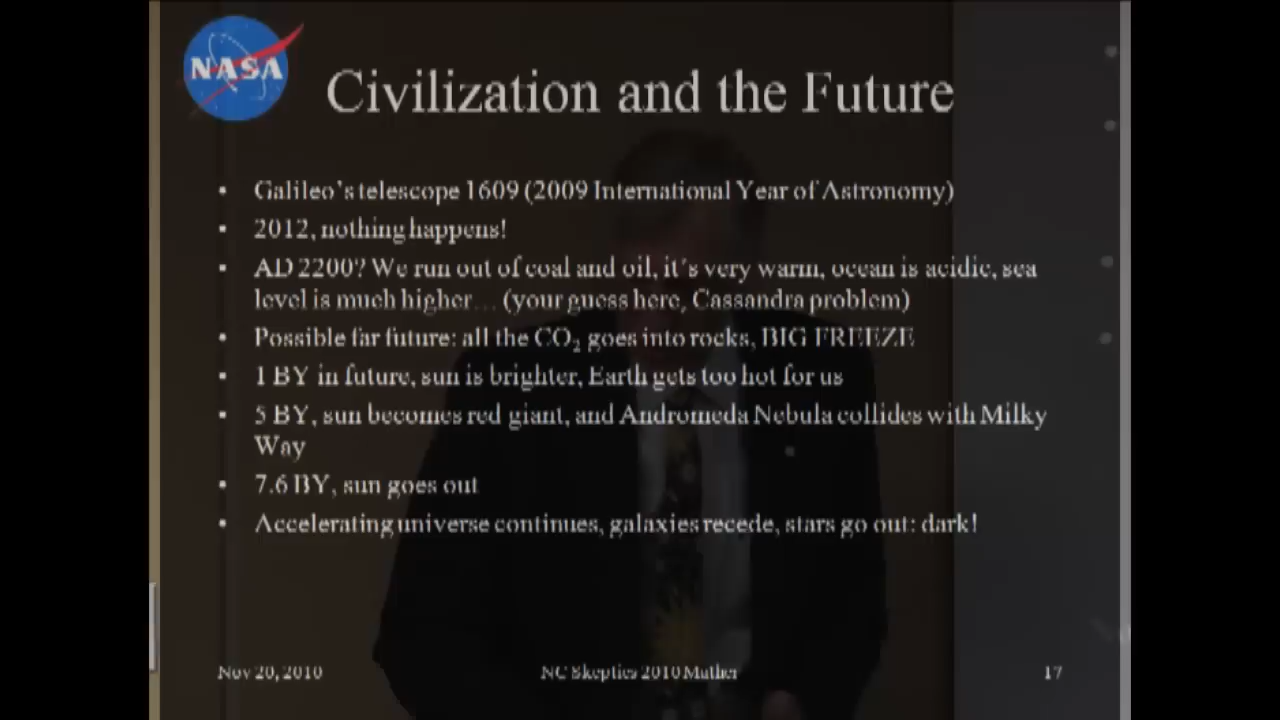 NASA
Civilization and the Future
• Galileo's telescope 1609 (2009 International Year of Astronomy)
• 2012, nothing happens!
• AD 2200? We run out of coal and oil, it's very warm, ocean is acidic, sea
level is much higher… (your guess here, Cassandra problem)
• Possible far future: all the CO₂ goes into rocks, BIG FREEZE
• 1 BY in future, sun is brighter, Earth gets too hot for us
• 5 BY, sun becomes red giant, and Andromeda Nebula collides with Milky
Way
• 7.6 BY, sun goes out
• Accelerating universe continues, galaxies recede, stars go out: dark!
Nov 20, 2010
NC Skeptics 2010 Mather
17